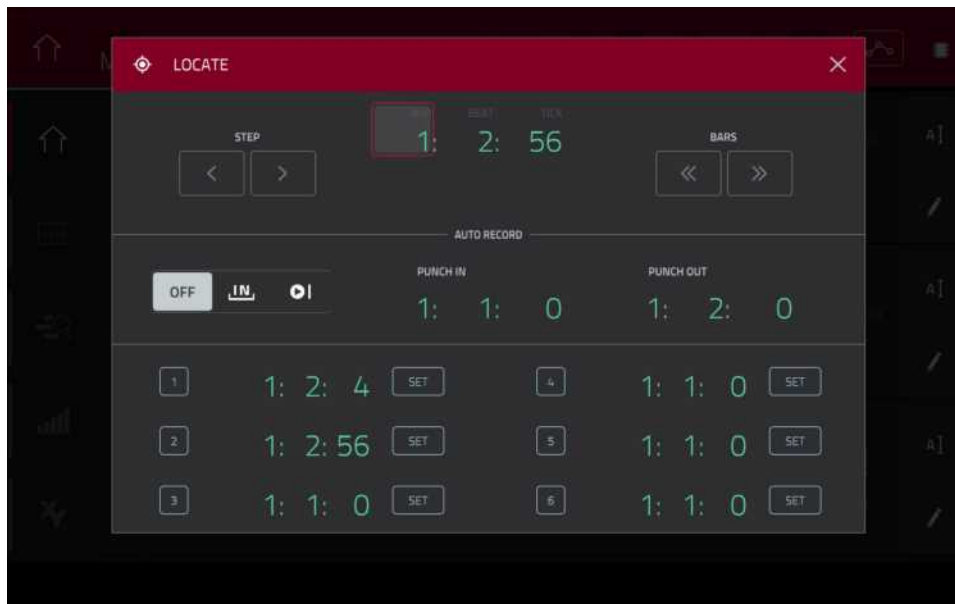 LOCATE
BAR BEAT TICK
STEP 1: 2: 56 BARS
AUTO RECORD
PUNCH IN PUNCH OUT
OFF IN 1: 1: 0 1: 2: 0
1 1: 2: 4 SET 4 1: 1: 0 SET
2 1: 2: 56 SET 5 1: 1: 0 SET
3 1: 1: 0 SET 6 1: 1: 0 SET